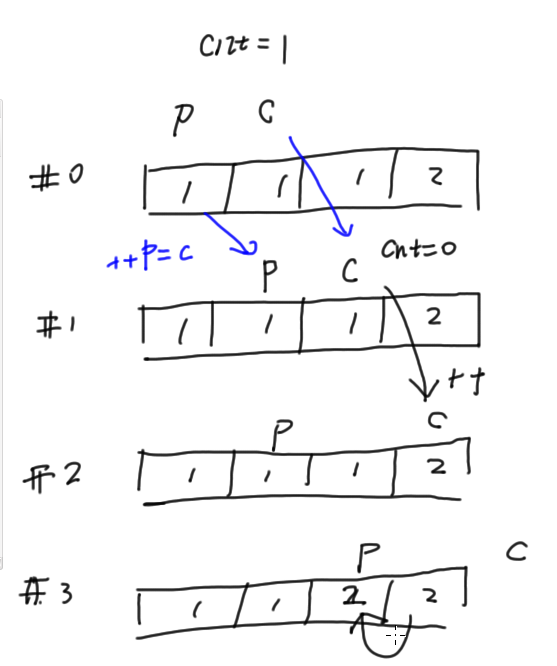 cnt = 1
P C
#0 1 1 1 2
++P = C
P C cnt=0
#1 1 1 1 2
++
P C
#2 1 1 1 2
P C
#3 1 1 2 2